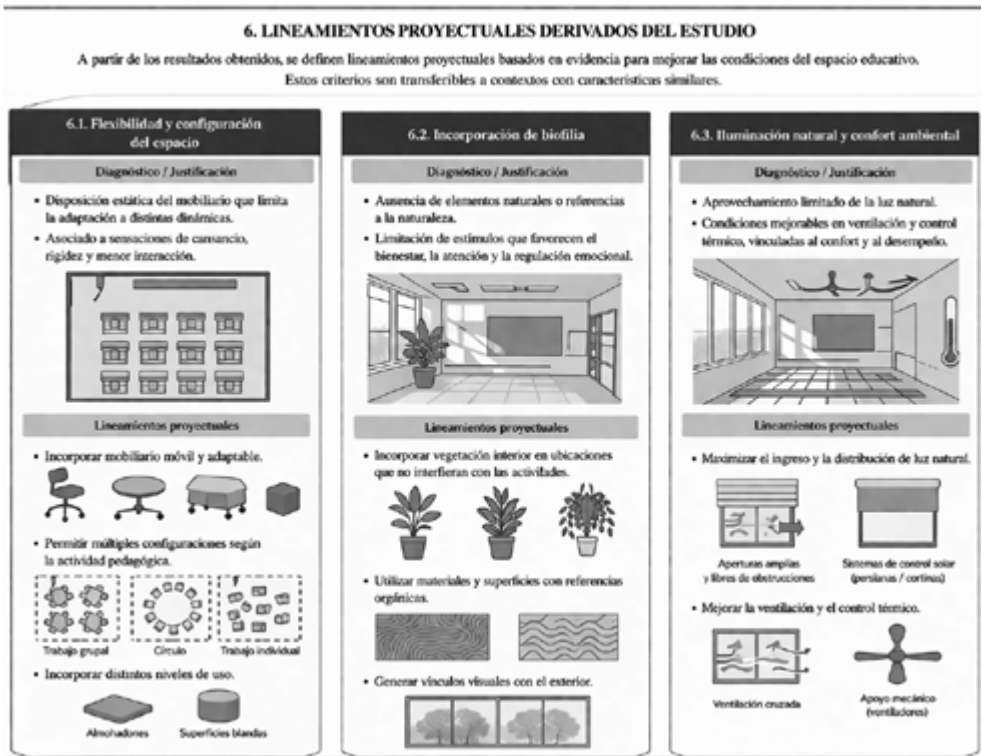 6. LINEAMIENTOS PROYECTUALES DERIVADOS DEL ESTUDIO
A partir de los resultados obtenidos, se definen lineamientos proyectuales basados en evidencia para mejorar las condiciones del espacio educativo.
Estos criterios son transferibles a contextos con características similares.
6.1. Flexibilidad y configuración
del espacio
Diagnóstico / Justificación
• Disposición estática del mobiliario que limita
la adaptación a distintas dinámicas.
• Asociado a sensaciones de cansancio,
rigidez y menor interacción.
Lineamientos proyectuales
• Incorporar mobiliario móvil y adaptable.
• Permitir múltiples configuraciones según
la actividad pedagógica.
Trabajo grupal
Círculo
Trabajo individual
• Incorporar distintos niveles de uso.
Almohadones
Superficies blandas
6.2. Incorporación de biofilia
Diagnóstico / Justificación
• Ausencia de elementos naturales o referencias
a la naturaleza.
• Limitación de estímulos que favorecen el
bienestar, la atención y la regulación emocional.
Lineamientos proyectuales
• Incorporar vegetación interior en ubicaciones
que no interfieran con las actividades.
• Utilizar materiales y superficies con referencias
orgánicas.
• Generar vínculos visuales con el exterior.
6.3. Iluminación natural y confort ambiental
Diagnóstico / Justificación
• Aprovechamiento limitado de la luz natural.
• Condiciones mejorables en ventilación y control
térmico, vinculadas al confort y al desempeño.
Lineamientos proyectuales
• Maximizar el ingreso y la distribución de luz natural.
Aperturas amplias
y libres de obstrucciones
Sistemas de control solar
(persianas / cortinas)
• Mejorar la ventilación y el control térmico.
Ventilación cruzada
Apoyo mecánico
(ventiladores)